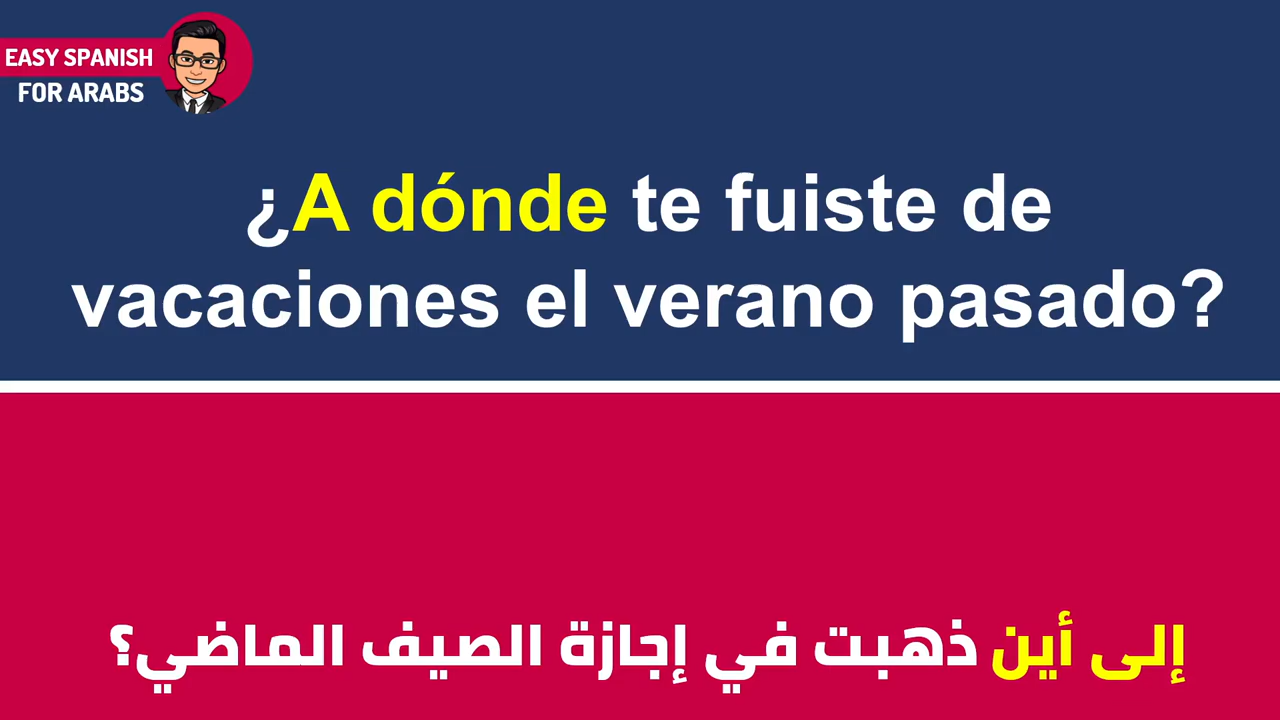 EASY SPANISH
FOR ARABS
¿A dónde te fuiste de
vacaciones el verano pasado?
إلى أين ذهبت في إجازة الصيف الماضي؟